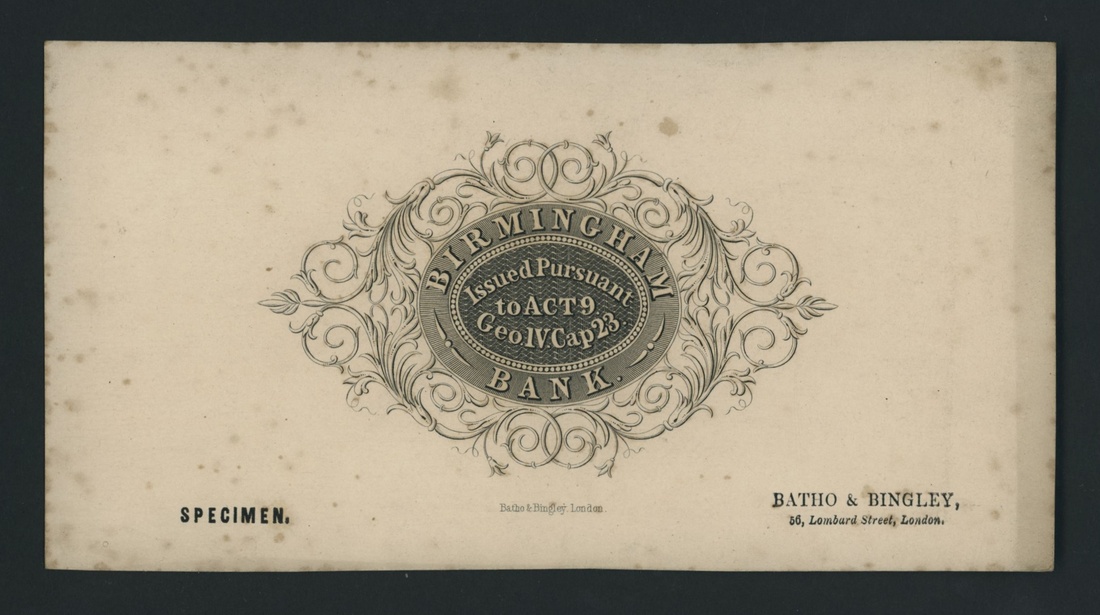 BIRMINGHAM
Issued Pursuant
to ACT 9
Geo IV. Cap 23
BANK.
SPECIMEN.
Batho & Bingley. London.
BATHO & BINGLEY,
56, Lombard Street, London.